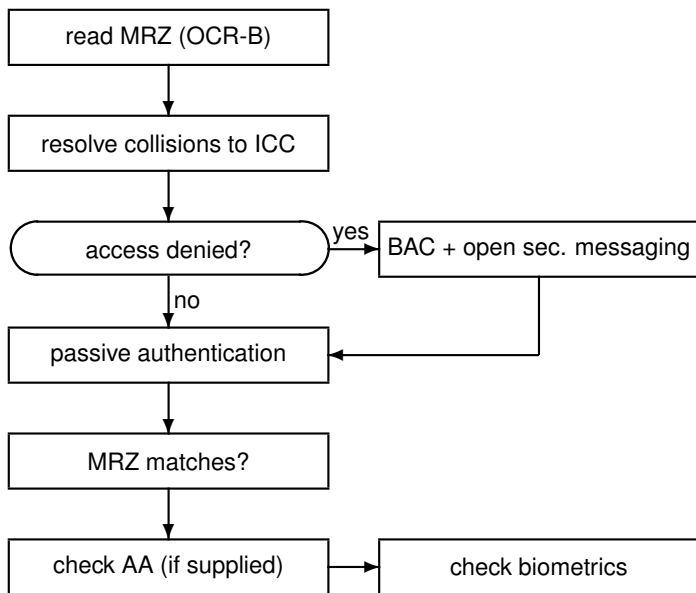 read MRZ (OCR-B)
resolve collisions to ICC
access denied?
yes
BAC + open sec. messaging
no
passive authentication
MRZ matches?
check AA (if supplied)
check biometrics